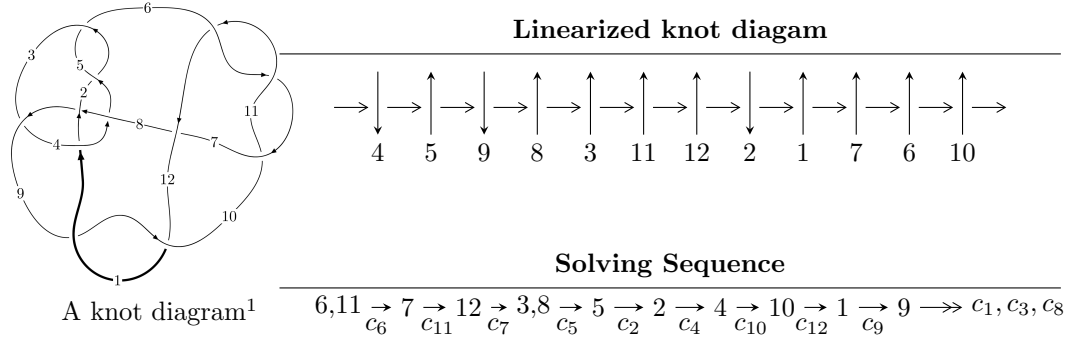 6
3
5
2
11
8
7
4
12
9
10
1
A knot diagram¹
Linearized knot diagam
4 5 9 8 3 11 12 2 1 7 6 10
Solving Sequence
6,11 → 7 → 12 → 3,8 → 5 → 2 → 4 → 10 → 1 → 9 →→ c₁, c₃, c₈
c₆ c₁₁ c₇ c₅ c₂ c₄ c₁₀ c₁₂ c₉